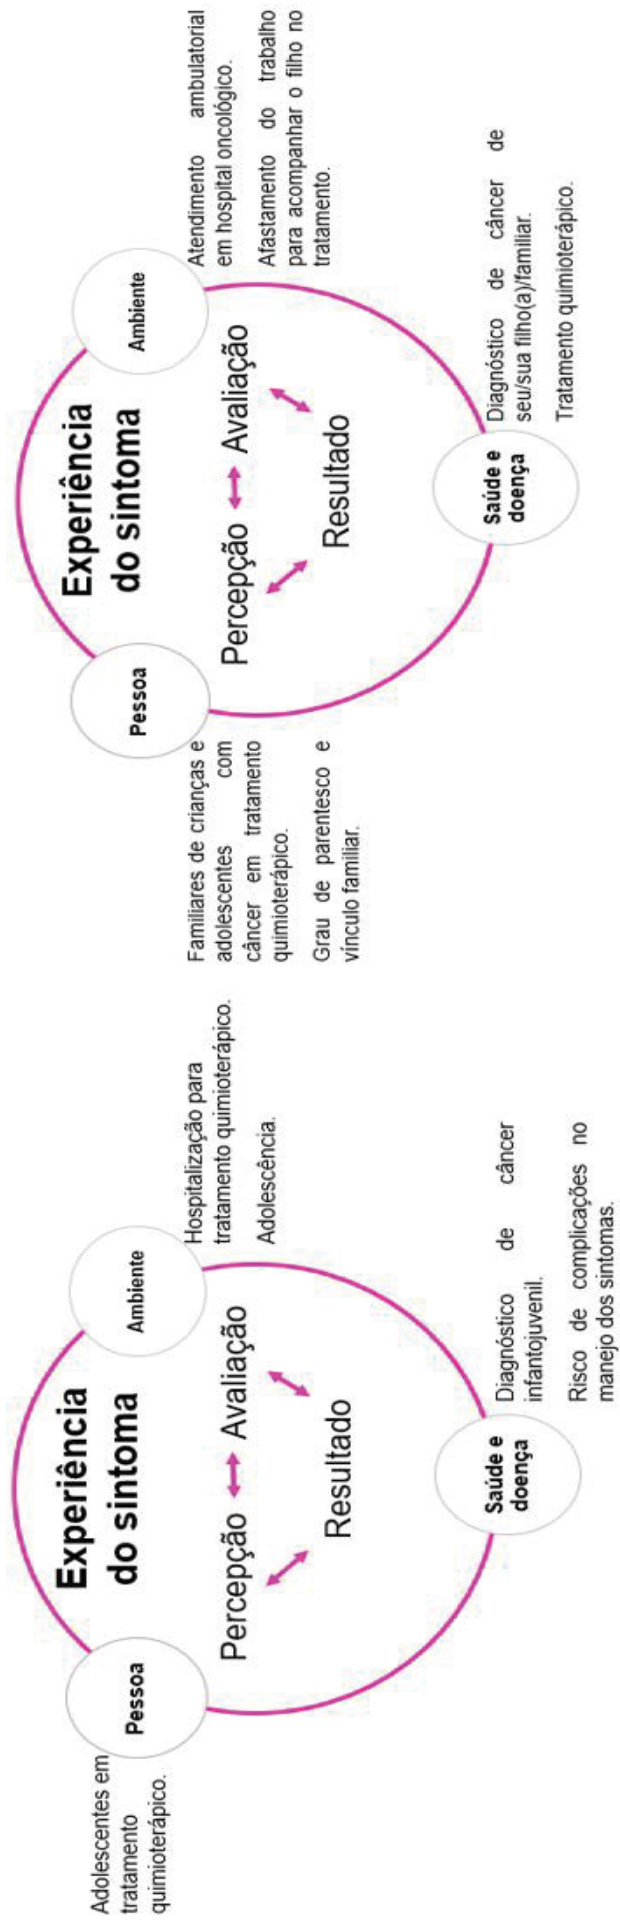 Adolescentes em
tratamento
quimioterápico.
Pessoa
Experiência
do sintoma
Ambiente
Hospitalização para
tratamento quimioterápico.
Adolescência.
Percepção
Avaliação
Resultado
Saúde e
doença
Diagnóstico de câncer
infantojuvenil.
Risco de complicações no
manejo dos sintomas.
Familiares de crianças e
adolescentes com
câncer em tratamento
quimioterápico.
Grau de parentesco e
vínculo familiar.
Pessoa
Experiência
do sintoma
Ambiente
Atendimento ambulatorial
em hospital oncológico.
Afastamento do trabalho
para acompanhar o filho no
tratamento.
Percepção
Avaliação
Resultado
Saúde e
doença
Diagnóstico de câncer de
seu/sua filho(a)/familiar.
Tratamento quimioterápico.